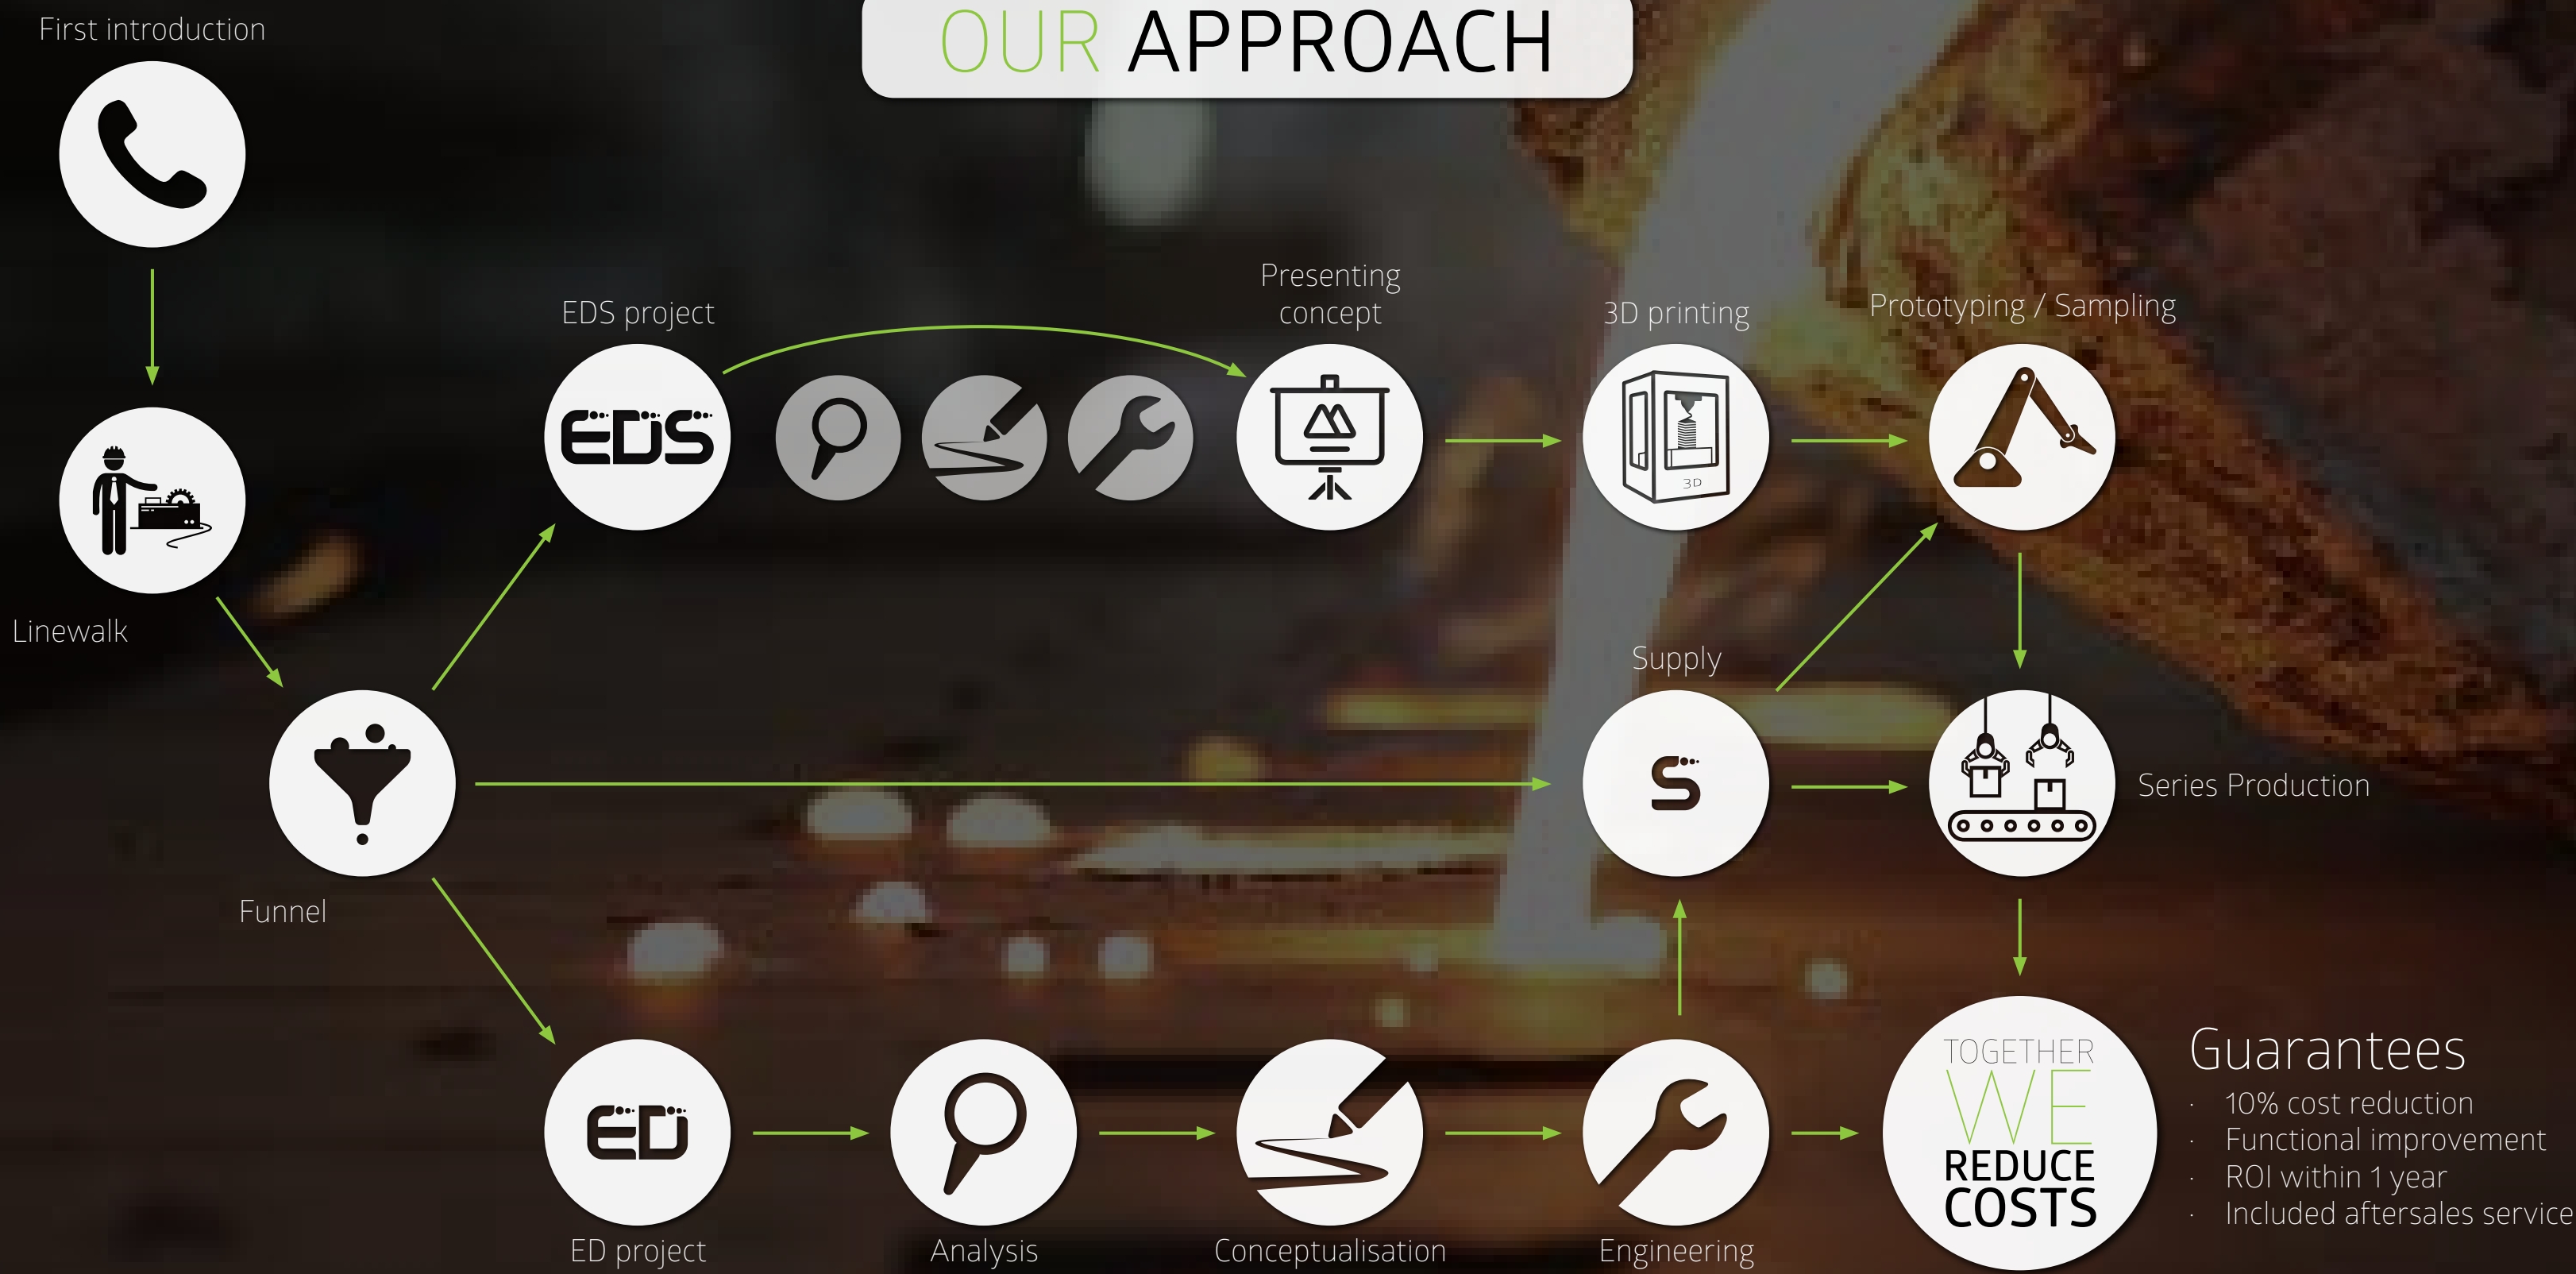 OUR APPROACH
First introduction
Linewalk
Funnel
EDS project
EDS
Presenting
concept
3D printing
3D
Prototyping / Sampling
Supply
S
Series Production
ED
ED project
Analysis
Conceptualisation
Engineering
TOGETHER
WE
REDUCE
COSTS
Guarantees
· 10% cost reduction
· Functional improvement
· ROI within 1 year
· Included aftersales service